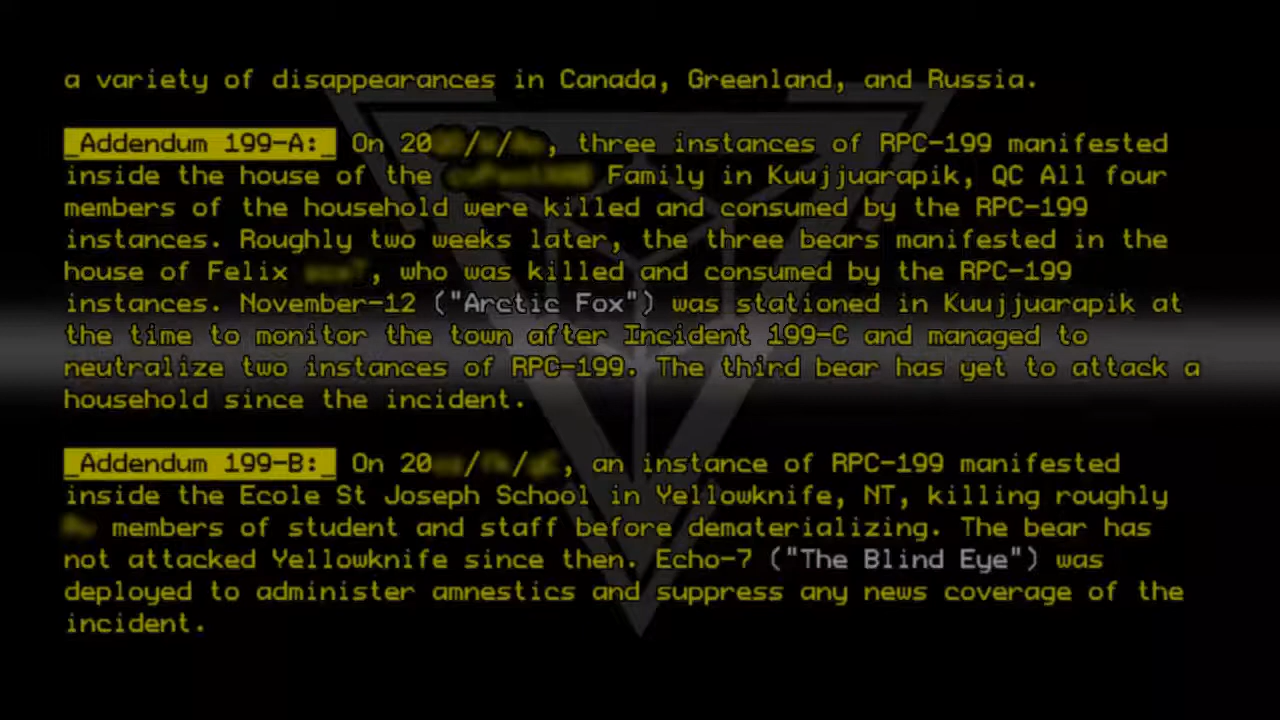 a variety of disappearances in Canada, Greenland, and Russia.
_Addendum 199-A:_ On 20 / / , three instances of RPC-199 manifested
inside the house of the Family in Kuujjuarapik, QC All four
members of the household were killed and consumed by the RPC-199
instances. Roughly two weeks later, the three bears manifested in the
house of Felix , who was killed and consumed by the RPC-199
instances. November-12 ("Arctic Fox") was stationed in Kuujjuarapik at
the time to monitor the town after Incident 199-C and managed to
neutralize two instances of RPC-199. The third bear has yet to attack a
household since the incident.
_Addendum 199-B:_ On 20 / / , an instance of RPC-199 manifested
inside the Ecole St Joseph School in Yellowknife, NT, killing roughly
members of student and staff before dematerializing. The bear has
not attacked Yellowknife since then. Echo-7 ("The Blind Eye") was
deployed to administer amnestics and suppress any news coverage of the
incident.